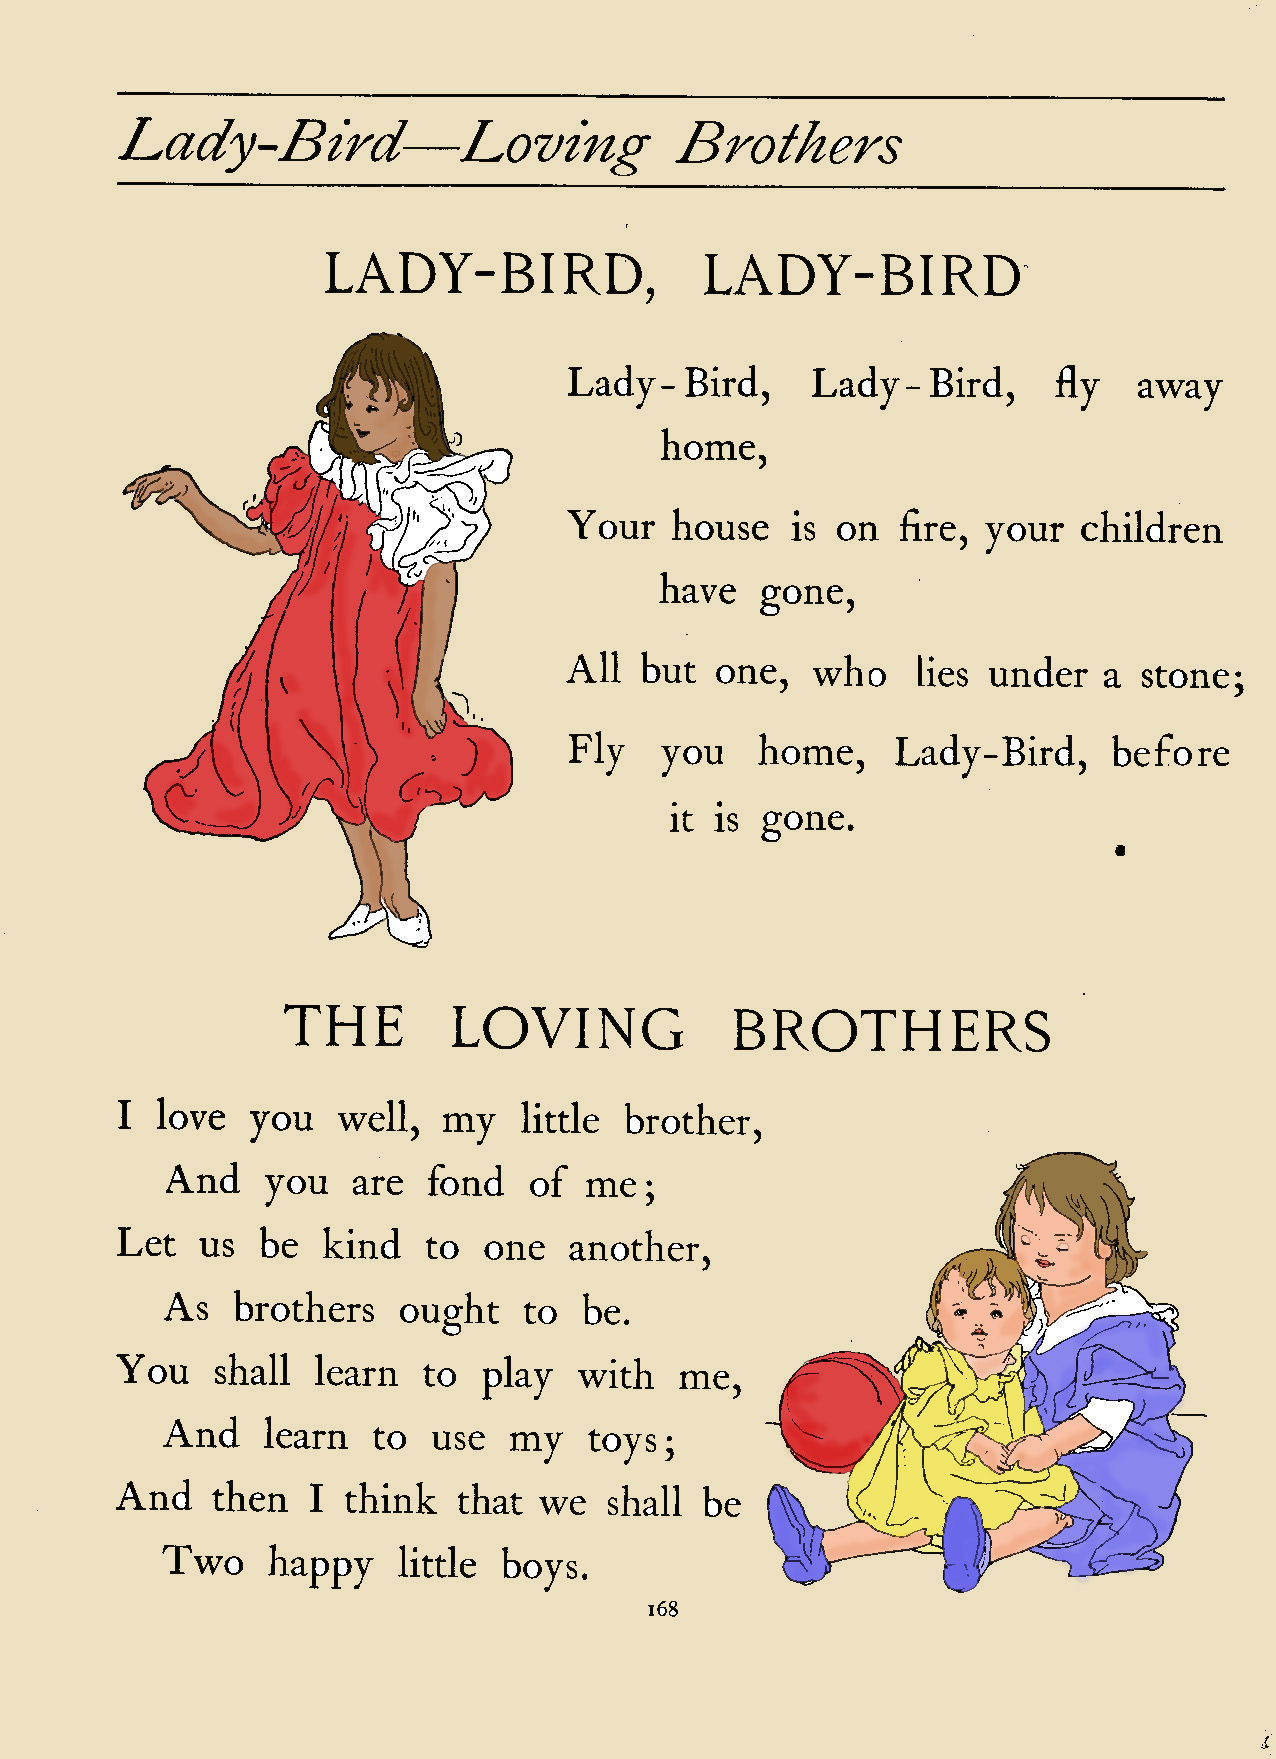 Lady-Bird—Loving Brothers
LADY-BIRD, LADY-BIRD
Lady-Bird, Lady-Bird, fly away
home,
Your house is on fire, your children
have gone,
All but one, who lies under a stone;
Fly you home, Lady-Bird, before
it is gone.
THE LOVING BROTHERS
I love you well, my little brother,
And you are fond of me;
Let us be kind to one another,
As brothers ought to be.
You shall learn to play with me,
And learn to use my toys;
And then I think that we shall be
Two happy little boys.
168